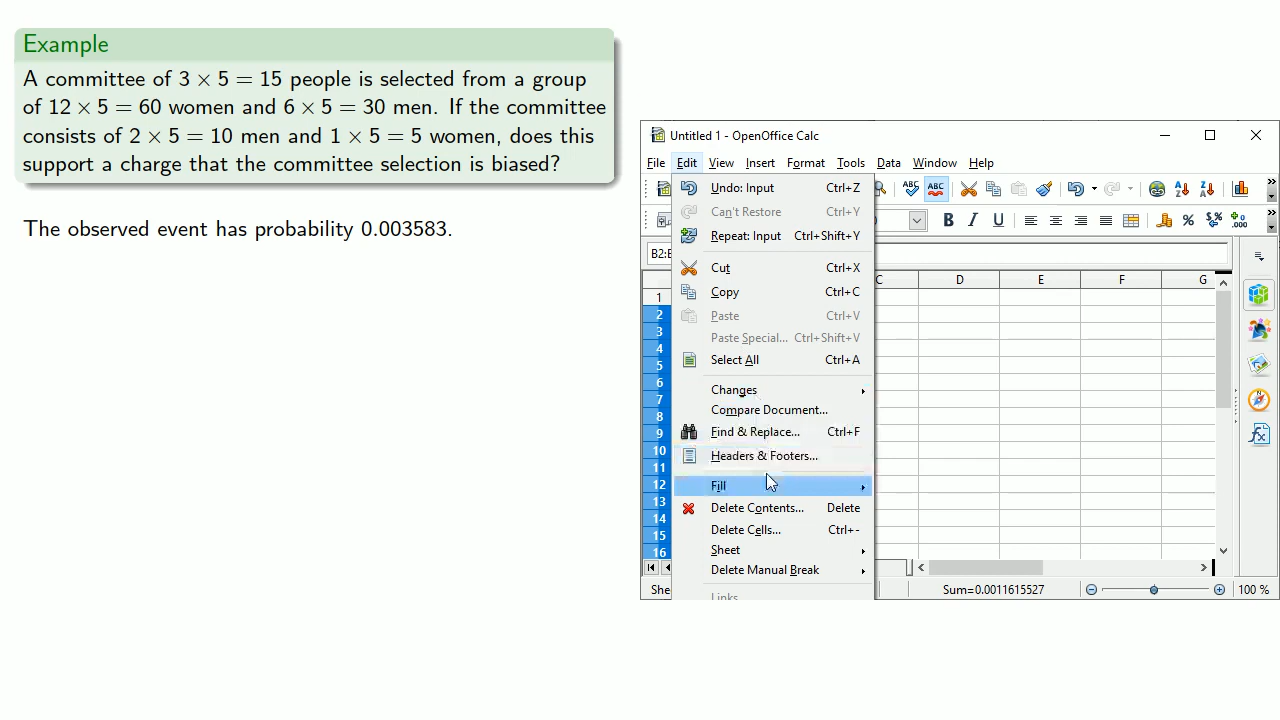 Example
A committee of 3 × 5 = 15 people is selected from a group
of 12 × 5 = 60 women and 6 × 5 = 30 men. If the committee
consists of 2 × 5 = 10 men and 1 × 5 = 5 women, does this
support a charge that the committee selection is biased?
The observed event has probability 0.003583.
Untitled 1 - OpenOffice Calc
File Edit View Insert Format Tools Data Window Help
Undo: Input Ctrl+Z
Can't Restore Ctrl+Y
Repeat: Input Ctrl+Shift+Y
Cut Ctrl+X
Copy Ctrl+C
Paste Ctrl+V
Paste Special... Ctrl+Shift+V
Select All Ctrl+A
Changes
Compare Document...
Find & Replace... Ctrl+F
Headers & Footers...
Fill
Delete Contents... Delete
Delete Cells... Ctrl+-
Sheet
Delete Manual Break
Links
ABC ABC
B I U
C D E F G
1
2
3
4
5
6
7
8
9
10
11
12
13
14
15
16
Sum=0.0011615527 100 %